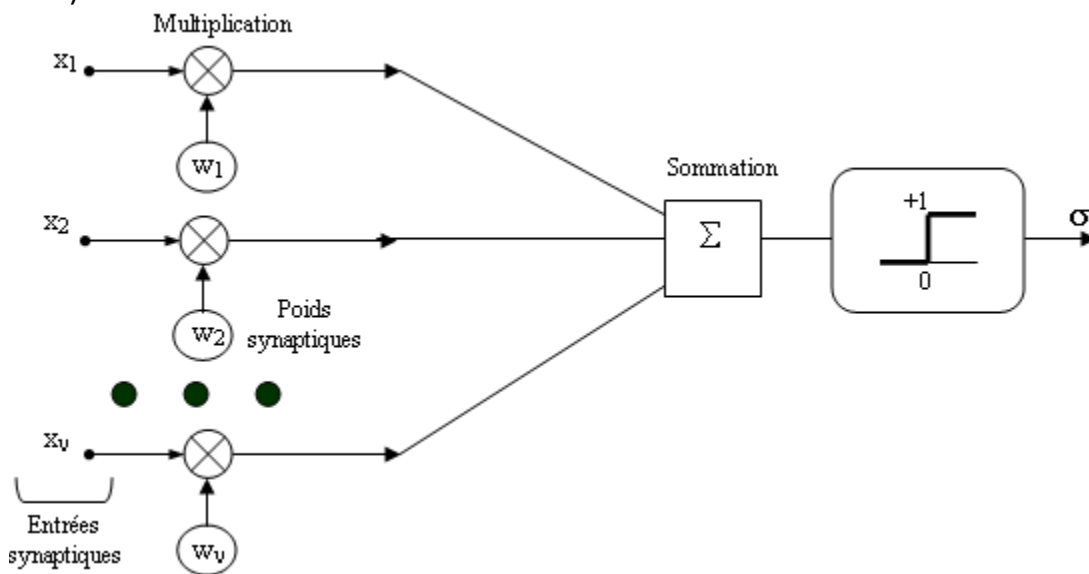 Multiplication
x1
w1
Sommation
x2
+1
Σ
σ
0
w2
Poids
synaptiques
xν
Entrées
synaptiques
wν